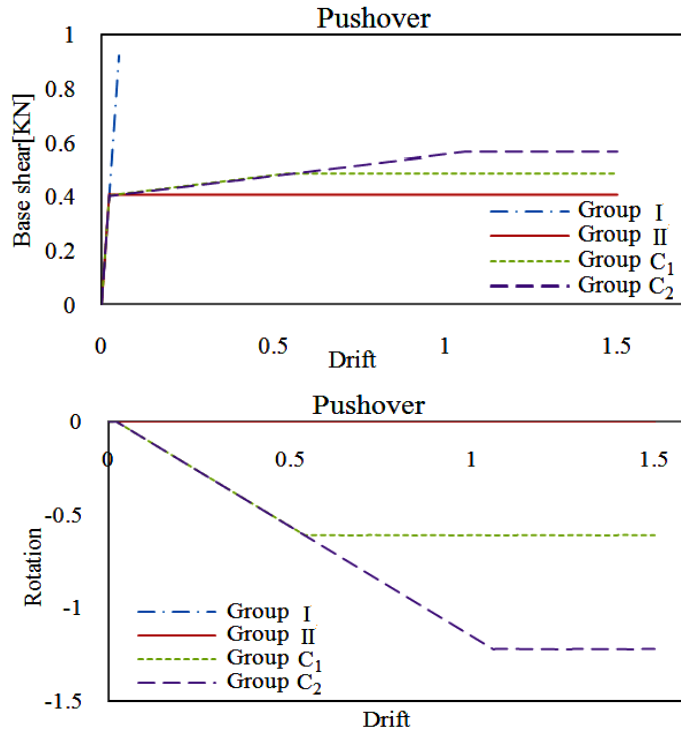 Pushover
Base shear[KN]
1
0.8
0.6
0.4
0.2
0
Group I
Group II
Group C₁
Group C₂
0 0.5 1 1.5
Drift
Pushover
Rotation
0
-0.5
-1
-1.5
0 0.5 1 1.5
Group I
Group II
Group C₁
Group C₂
Drift